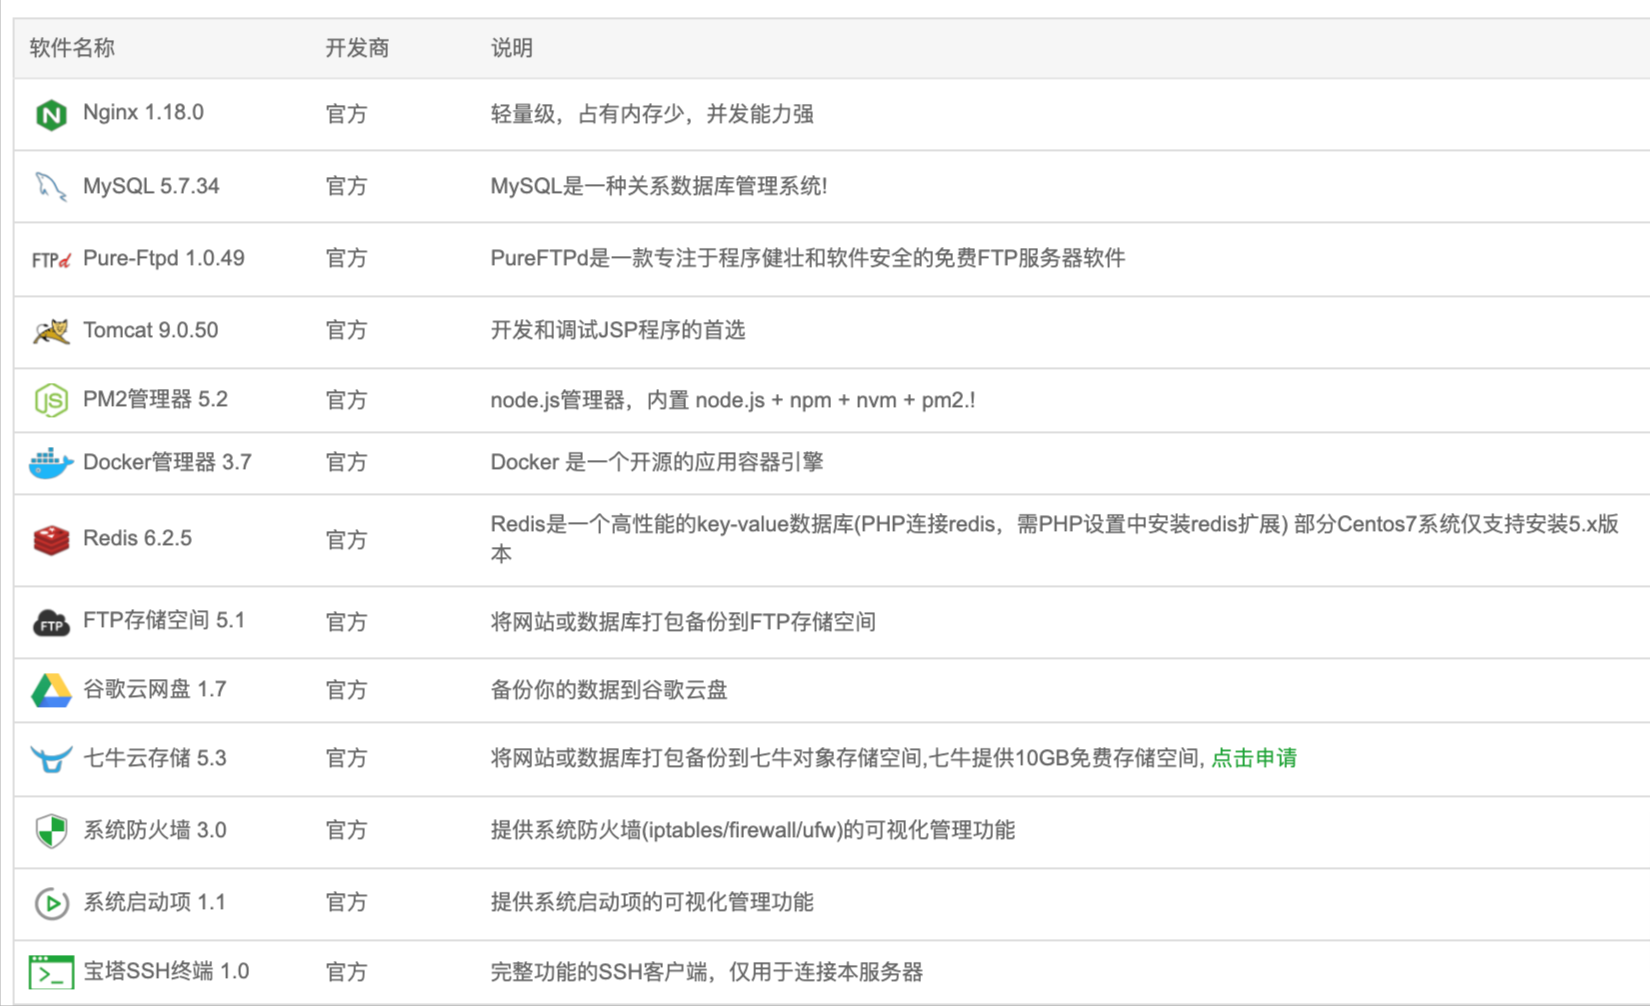 软件名称 开发商 说明
Nginx 1.18.0 官方 轻量级，占有内存少，并发能力强
MySQL 5.7.34 官方 MySQL是一种关系数据库管理系统!
FTPd Pure-Ftpd 1.0.49 官方 PureFTPd是一款专注于程序健壮和软件安全的免费FTP服务器软件
Tomcat 9.0.50 官方 开发和调试JSP程序的首选
JS PM2管理器 5.2 官方 node.js管理器，内置 node.js + npm + nvm + pm2.!
Docker管理器 3.7 官方 Docker 是一个开源的应用容器引擎
Redis 6.2.5 官方 Redis是一个高性能的key-value数据库(PHP连接redis，需PHP设置中安装redis扩展) 部分Centos7系统仅支持安装5.x版
本
FTP FTP存储空间 5.1 官方 将网站或数据库打包备份到FTP存储空间
谷歌云网盘 1.7 官方 备份你的数据到谷歌云盘
七牛云存储 5.3 官方 将网站或数据库打包备份到七牛对象存储空间,七牛提供10GB免费存储空间, 点击申请
系统防火墙 3.0 官方 提供系统防火墙(iptables/firewall/ufw)的可视化管理功能
系统启动项 1.1 官方 提供系统启动项的可视化管理功能
宝塔SSH终端 1.0 官方 完整功能的SSH客户端，仅用于连接本服务器